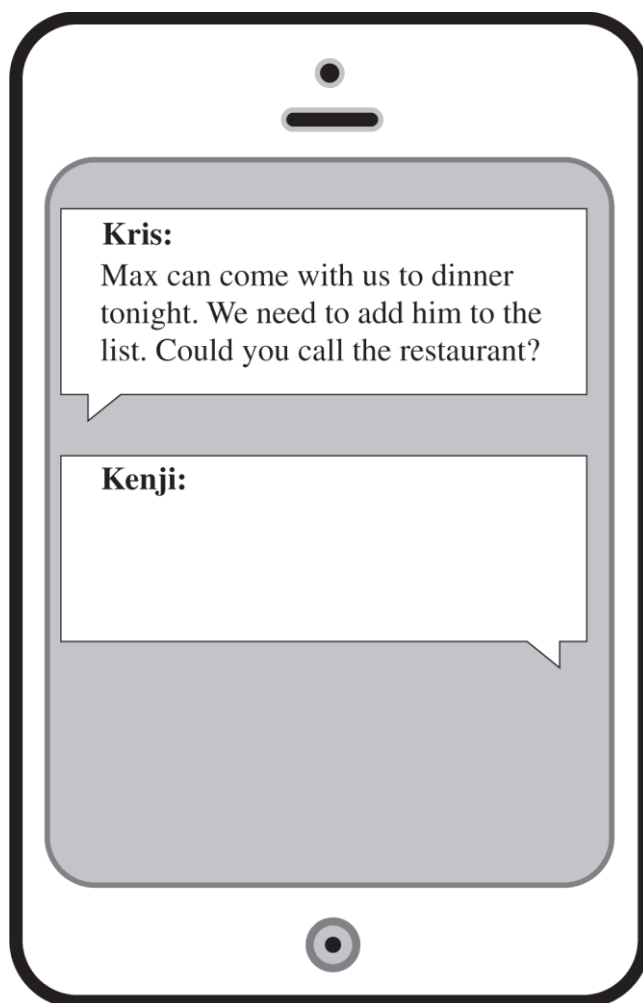 Kris:
Max can come with us to dinner
tonight. We need to add him to the
list. Could you call the restaurant?
Kenji: